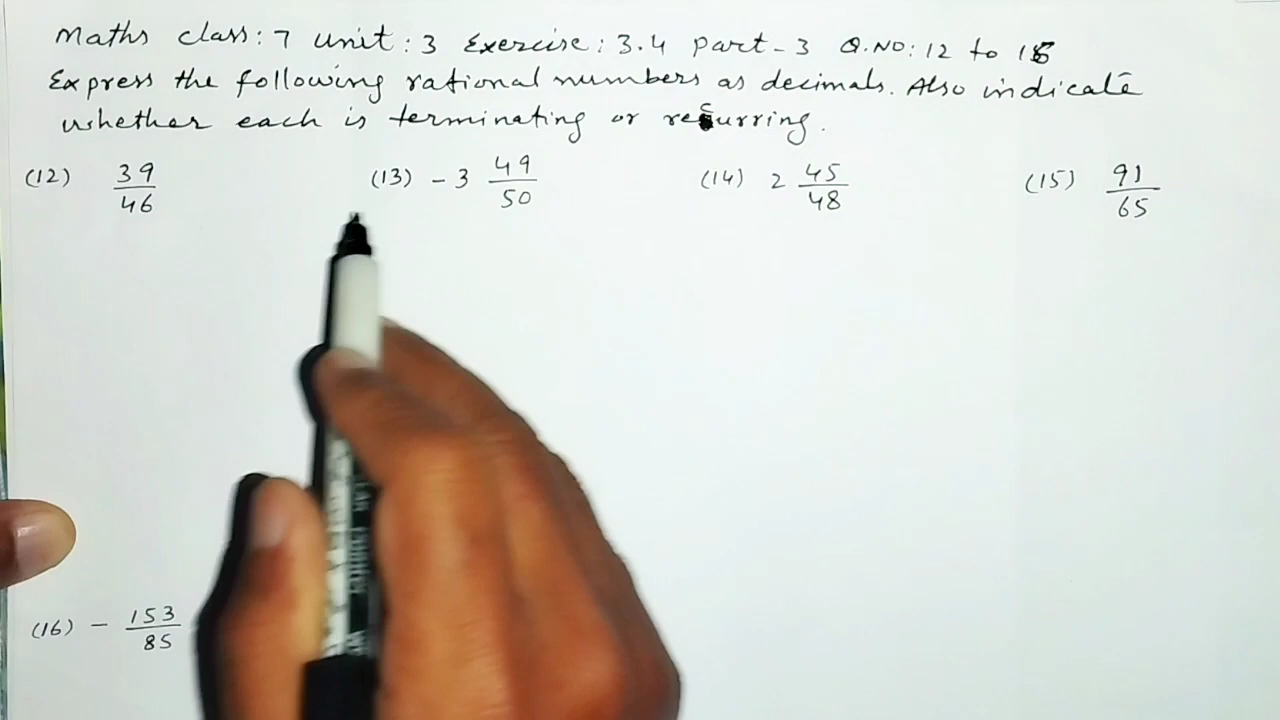 Maths class: 7 unit: 3 Exercise: 3.4 part-3 Q.NO: 12 to 16
Express the following rational numbers as decimals. Also indicate
whether each is terminating or recurring.
(12) 39/46 (13) -3 49/50 (14) 2 45/48 (15) 91/65
(16) - 153/85